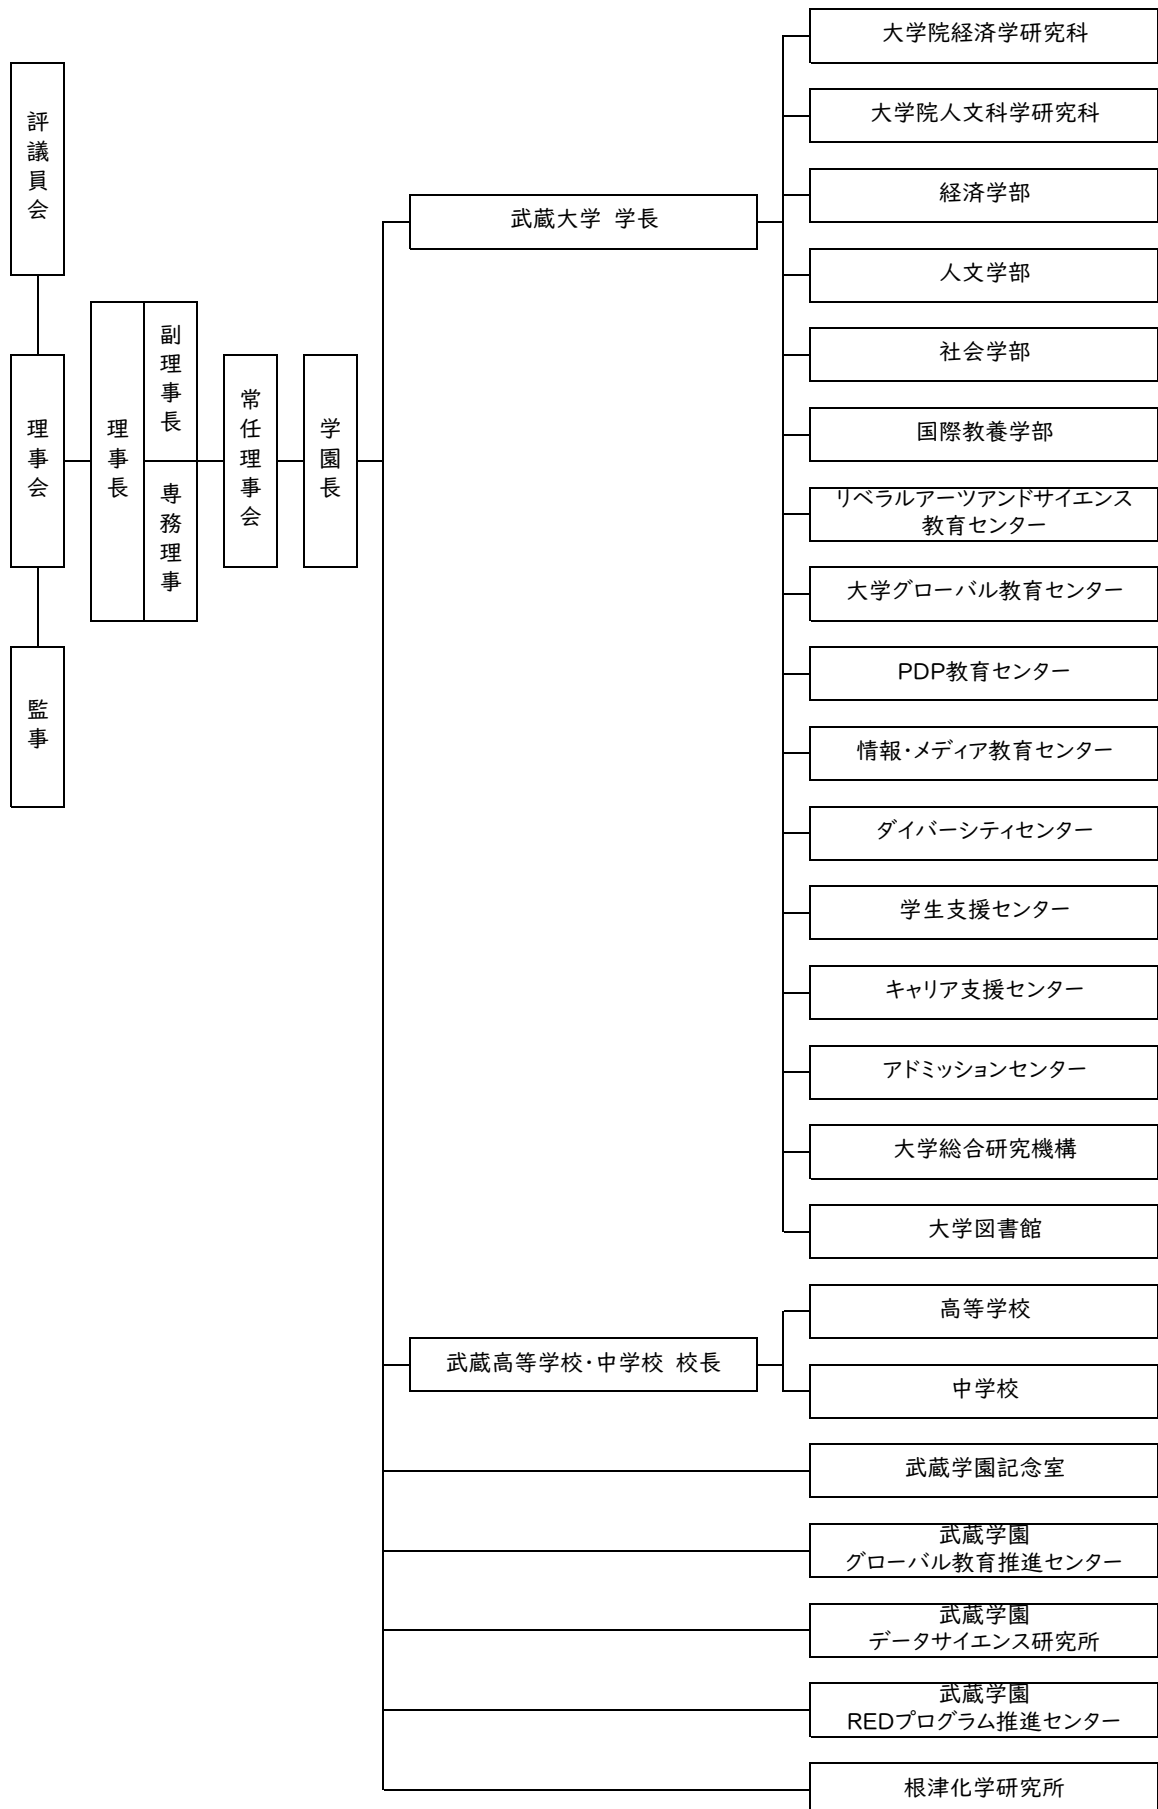 評議員会
理事会
監事
理事長
副理事長
専務理事
常任理事会
学園長
武蔵大学 学長
大学院経済学研究科
大学院人文科学研究科
経済学部
人文学部
社会学部
国際教養学部
リベラルアーツアンドサイエンス
教育センター
大学グローバル教育センター
PDP教育センター
情報・メディア教育センター
ダイバーシティセンター
学生支援センター
キャリア支援センター
アドミッションセンター
大学総合研究機構
大学図書館
武蔵高等学校・中学校 校長
高等学校
中学校
武蔵学園記念室
武蔵学園
グローバル教育推進センター
武蔵学園
データサイエンス研究所
武蔵学園
REDプログラム推進センター
根津化学研究所